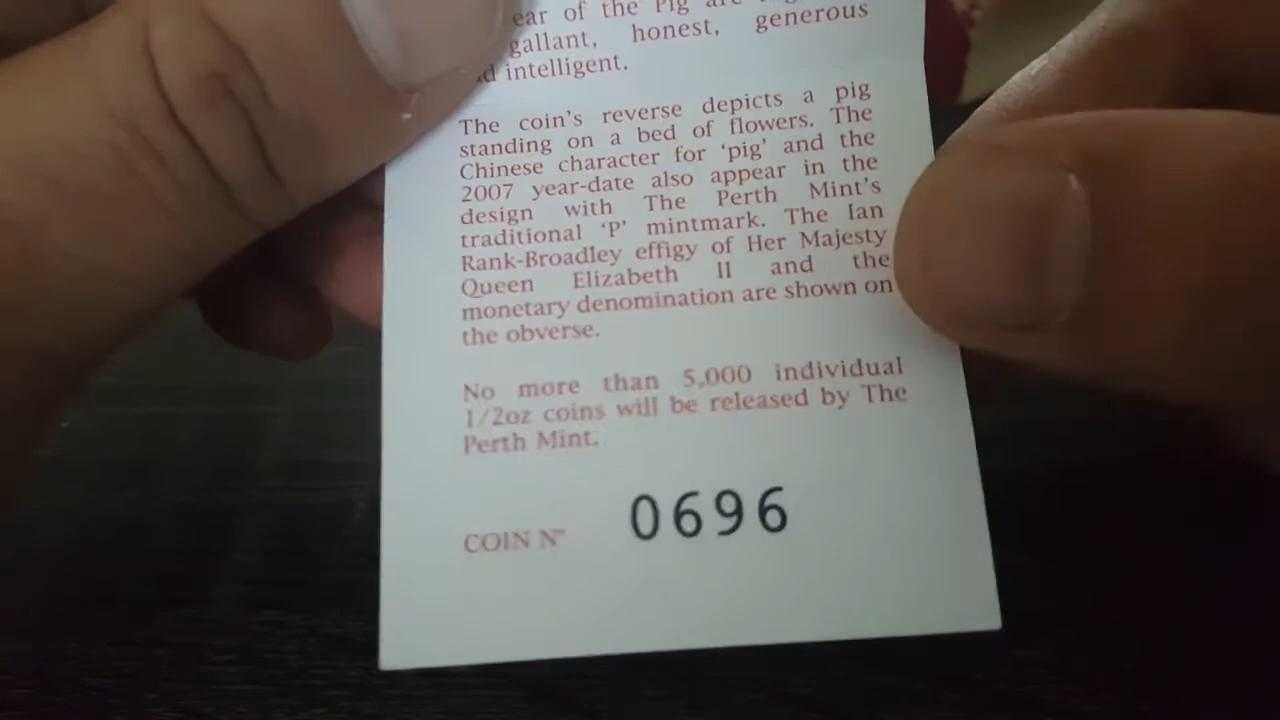 ear of the Pig are
gallant, honest, generous
intelligent.
The coin's reverse depicts a pig
standing on a bed of flowers. The
Chinese character for 'pig' and the
2007 year-date also appear in the
design with The Perth Mint's
traditional 'P' mintmark. The Ian
Rank-Broadley effigy of Her Majesty
Queen Elizabeth II and the
monetary denomination are shown on
the obverse.
No more than 5,000 individual
1/2oz coins will be released by The
Perth Mint.
COIN Nº 0696